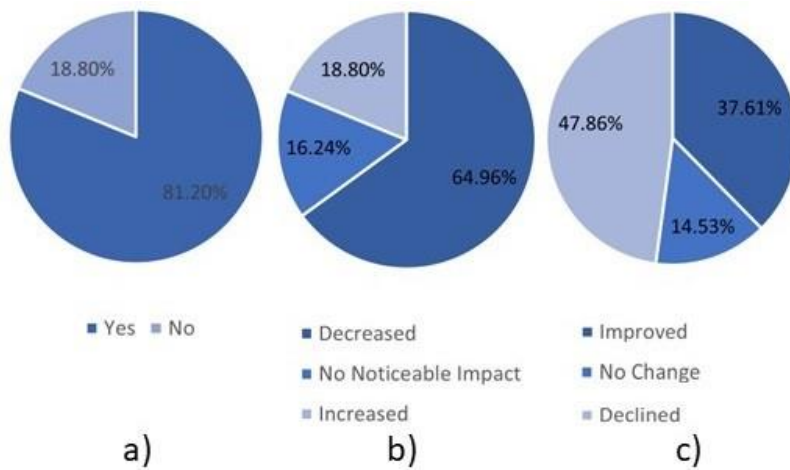 18.80%
81.20%
Yes No
a)
18.80%
16.24%
64.96%
Decreased
No Noticeable Impact
Increased
b)
37.61%
47.86%
14.53%
Improved
No Change
Declined
c)